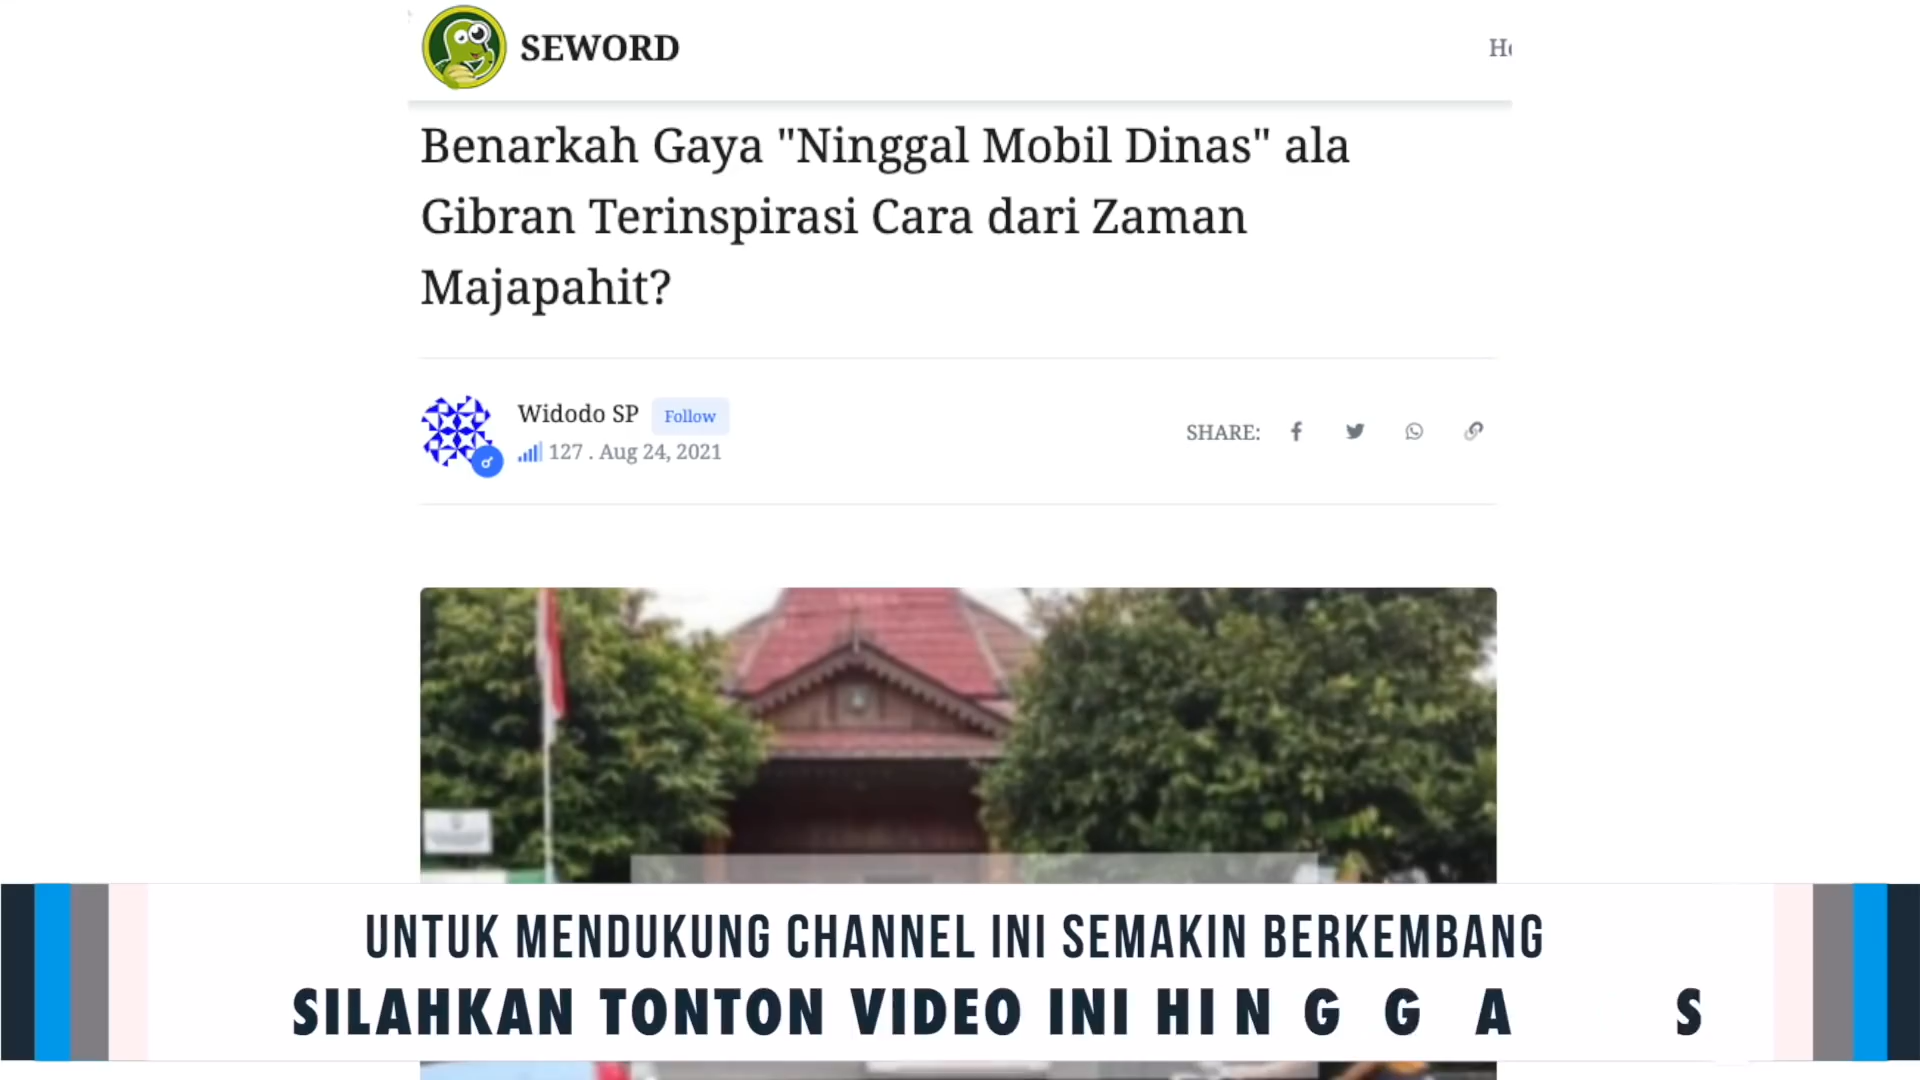 SEWORD
Benarkah Gaya "Ninggal Mobil Dinas" ala
Gibran Terinspirasi Cara dari Zaman
Majapahit?
Widodo SP Follow
127 . Aug 24, 2021
SHARE:
UNTUK MENDUKUNG CHANNEL INI SEMAKIN BERKEMBANG
SILAHKAN TONTON VIDEO INI HINGGA S